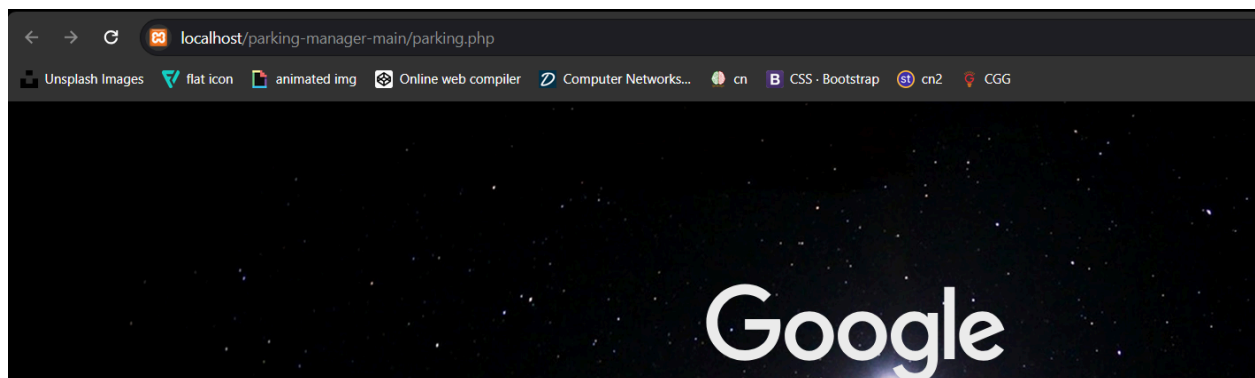 localhost/parking-manager-main/parking.php
Unsplash Images flat icon animated img Online web compiler Computer Networks... cn B CSS · Bootstrap st cn2 CGG
Google